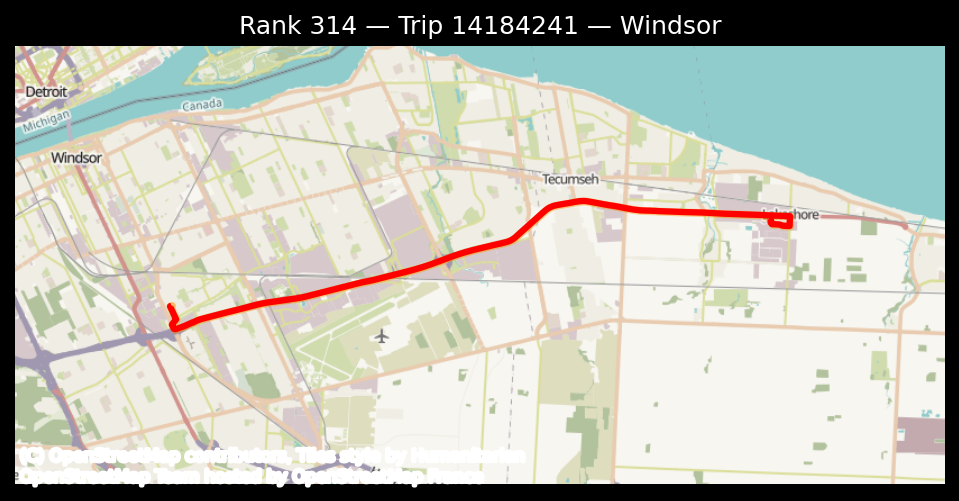 Rank 314 — Trip 14184241 — Windsor
Detroit
Canada
Michigan
Windsor
Tecumseh
(C) OpenStreetMap contributors, Tiles style by Humanitarian
OpenStreetMap Team hosted by OpenStreetMap France